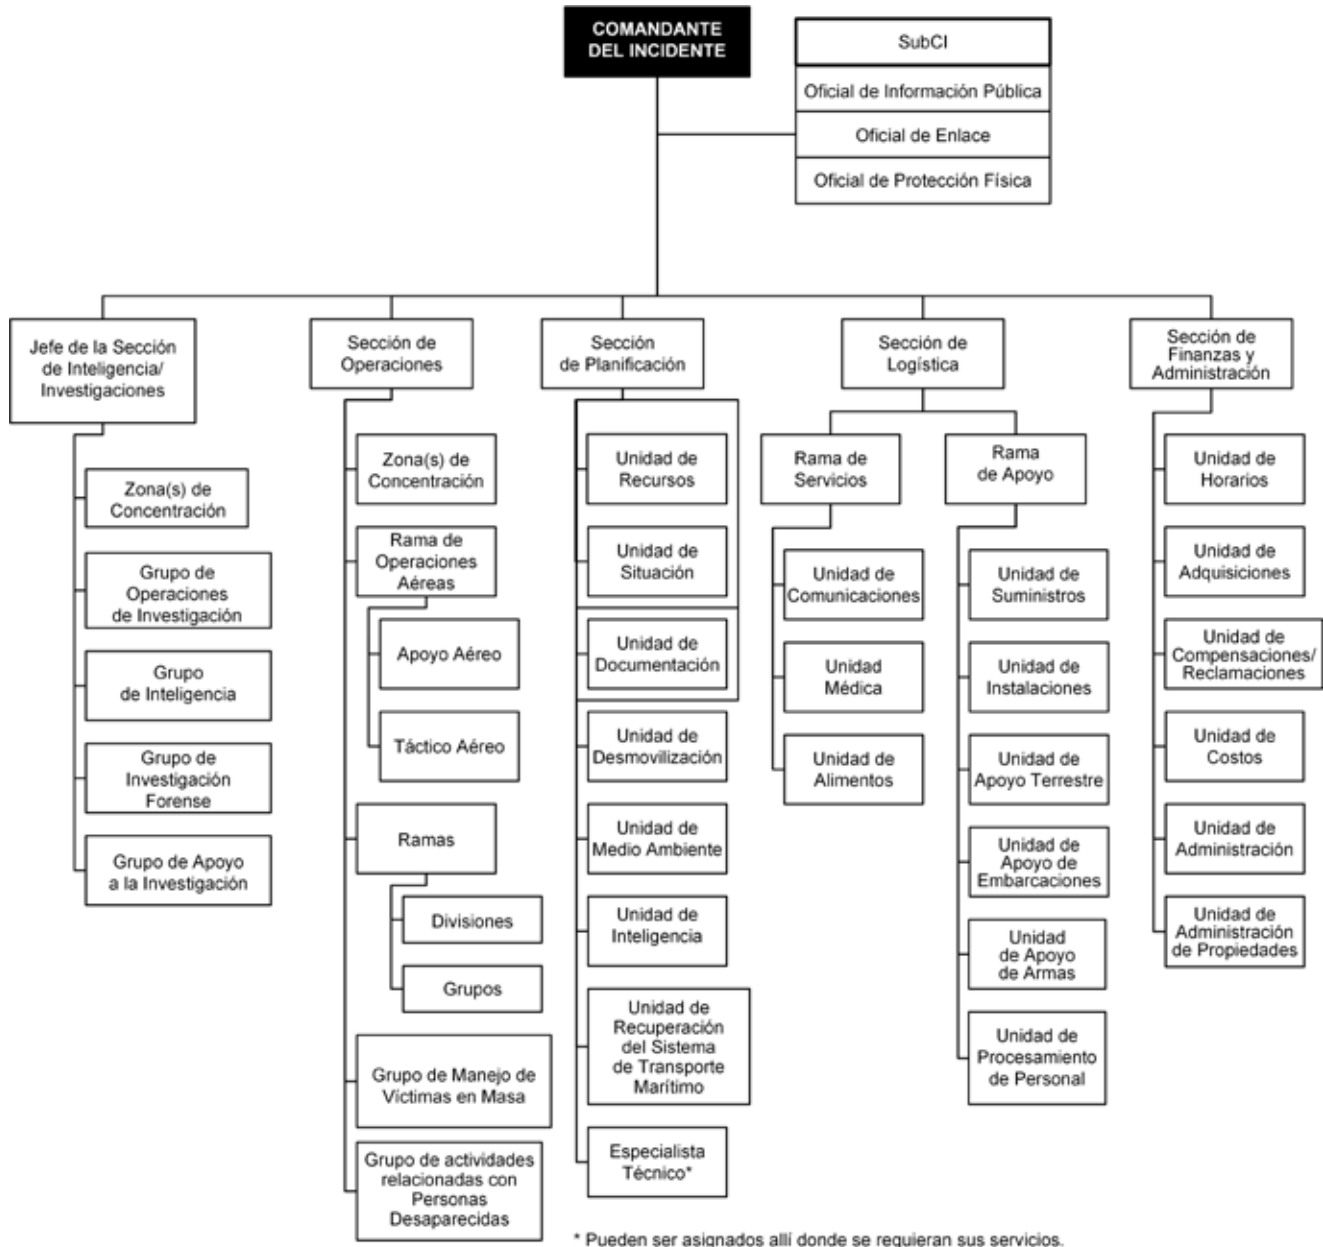 COMANDANTE
DEL INCIDENTE
SubCI
Oficial de Información Pública
Oficial de Enlace
Oficial de Protección Física
Jefe de la Sección
de Inteligencia/
Investigaciones
Zona(s) de
Concentración
Grupo de
Operaciones
de Investigación
Grupo
de Inteligencia
Grupo de
Investigación
Forense
Grupo de Apoyo
a la Investigación
Sección de
Operaciones
Zona(s) de
Concentración
Rama de
Operaciones
Aéreas
Apoyo Aéreo
Táctico Aéreo
Ramas
Divisiones
Grupos
Grupo de Manejo de
Víctimas en Masa
Grupo de actividades
relacionadas con
Personas
Desaparecidas
Sección
de Planificación
Unidad de
Recursos
Unidad de
Situación
Unidad de
Documentación
Unidad de
Desmovilización
Unidad de
Medio Ambiente
Unidad de
Inteligencia
Unidad de
Recuperación
del Sistema
de Transporte
Marítimo
Especialista
Técnico*
Sección de
Logística
Rama de
Servicios
Unidad de
Comunicaciones
Unidad
Médica
Unidad de
Alimentos
Rama
de Apoyo
Unidad de
Suministros
Unidad de
Instalaciones
Unidad de
Apoyo Terrestre
Unidad de
Apoyo de
Embarcaciones
Unidad
de Apoyo
de Armas
Unidad de
Procesamiento
de Personal
Sección de
Finanzas y
Administración
Unidad de
Horarios
Unidad de
Adquisiciones
Unidad de
Compensaciones/
Reclamaciones
Unidad de
Costos
Unidad de
Administración
Unidad de
Administración
de Propiedades
* Pueden ser asignados allí donde se requieran sus servicios.